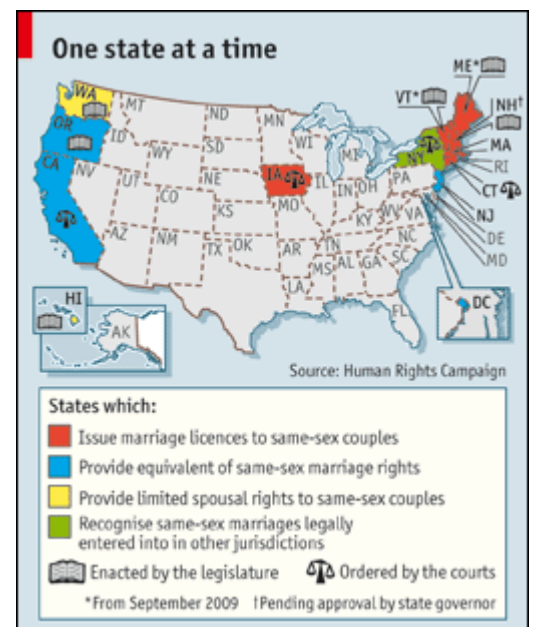 One state at a time
ME*
VT*
NH†
WA
MT
ND
MN
OR
ID
WY
SD
WI
MI
NY
MA
RI
CT
CA
NV
UT
CO
NE
KS
IA
IL
IN
OH
PA
NJ
DE
MD
MO
KY
WV
VA
AZ
NM
TX
OK
AR
TN
NC
SC
MS
AL
GA
LA
FL
HI
AK
DC
Source: Human Rights Campaign
States which:
Issue marriage licences to same-sex couples
Provide equivalent of same-sex marriage rights
Provide limited spousal rights to same-sex couples
Recognise same-sex marriages legally
entered into in other jurisdictions
Enacted by the legislature Ordered by the courts
*From September 2009 †Pending approval by state governor